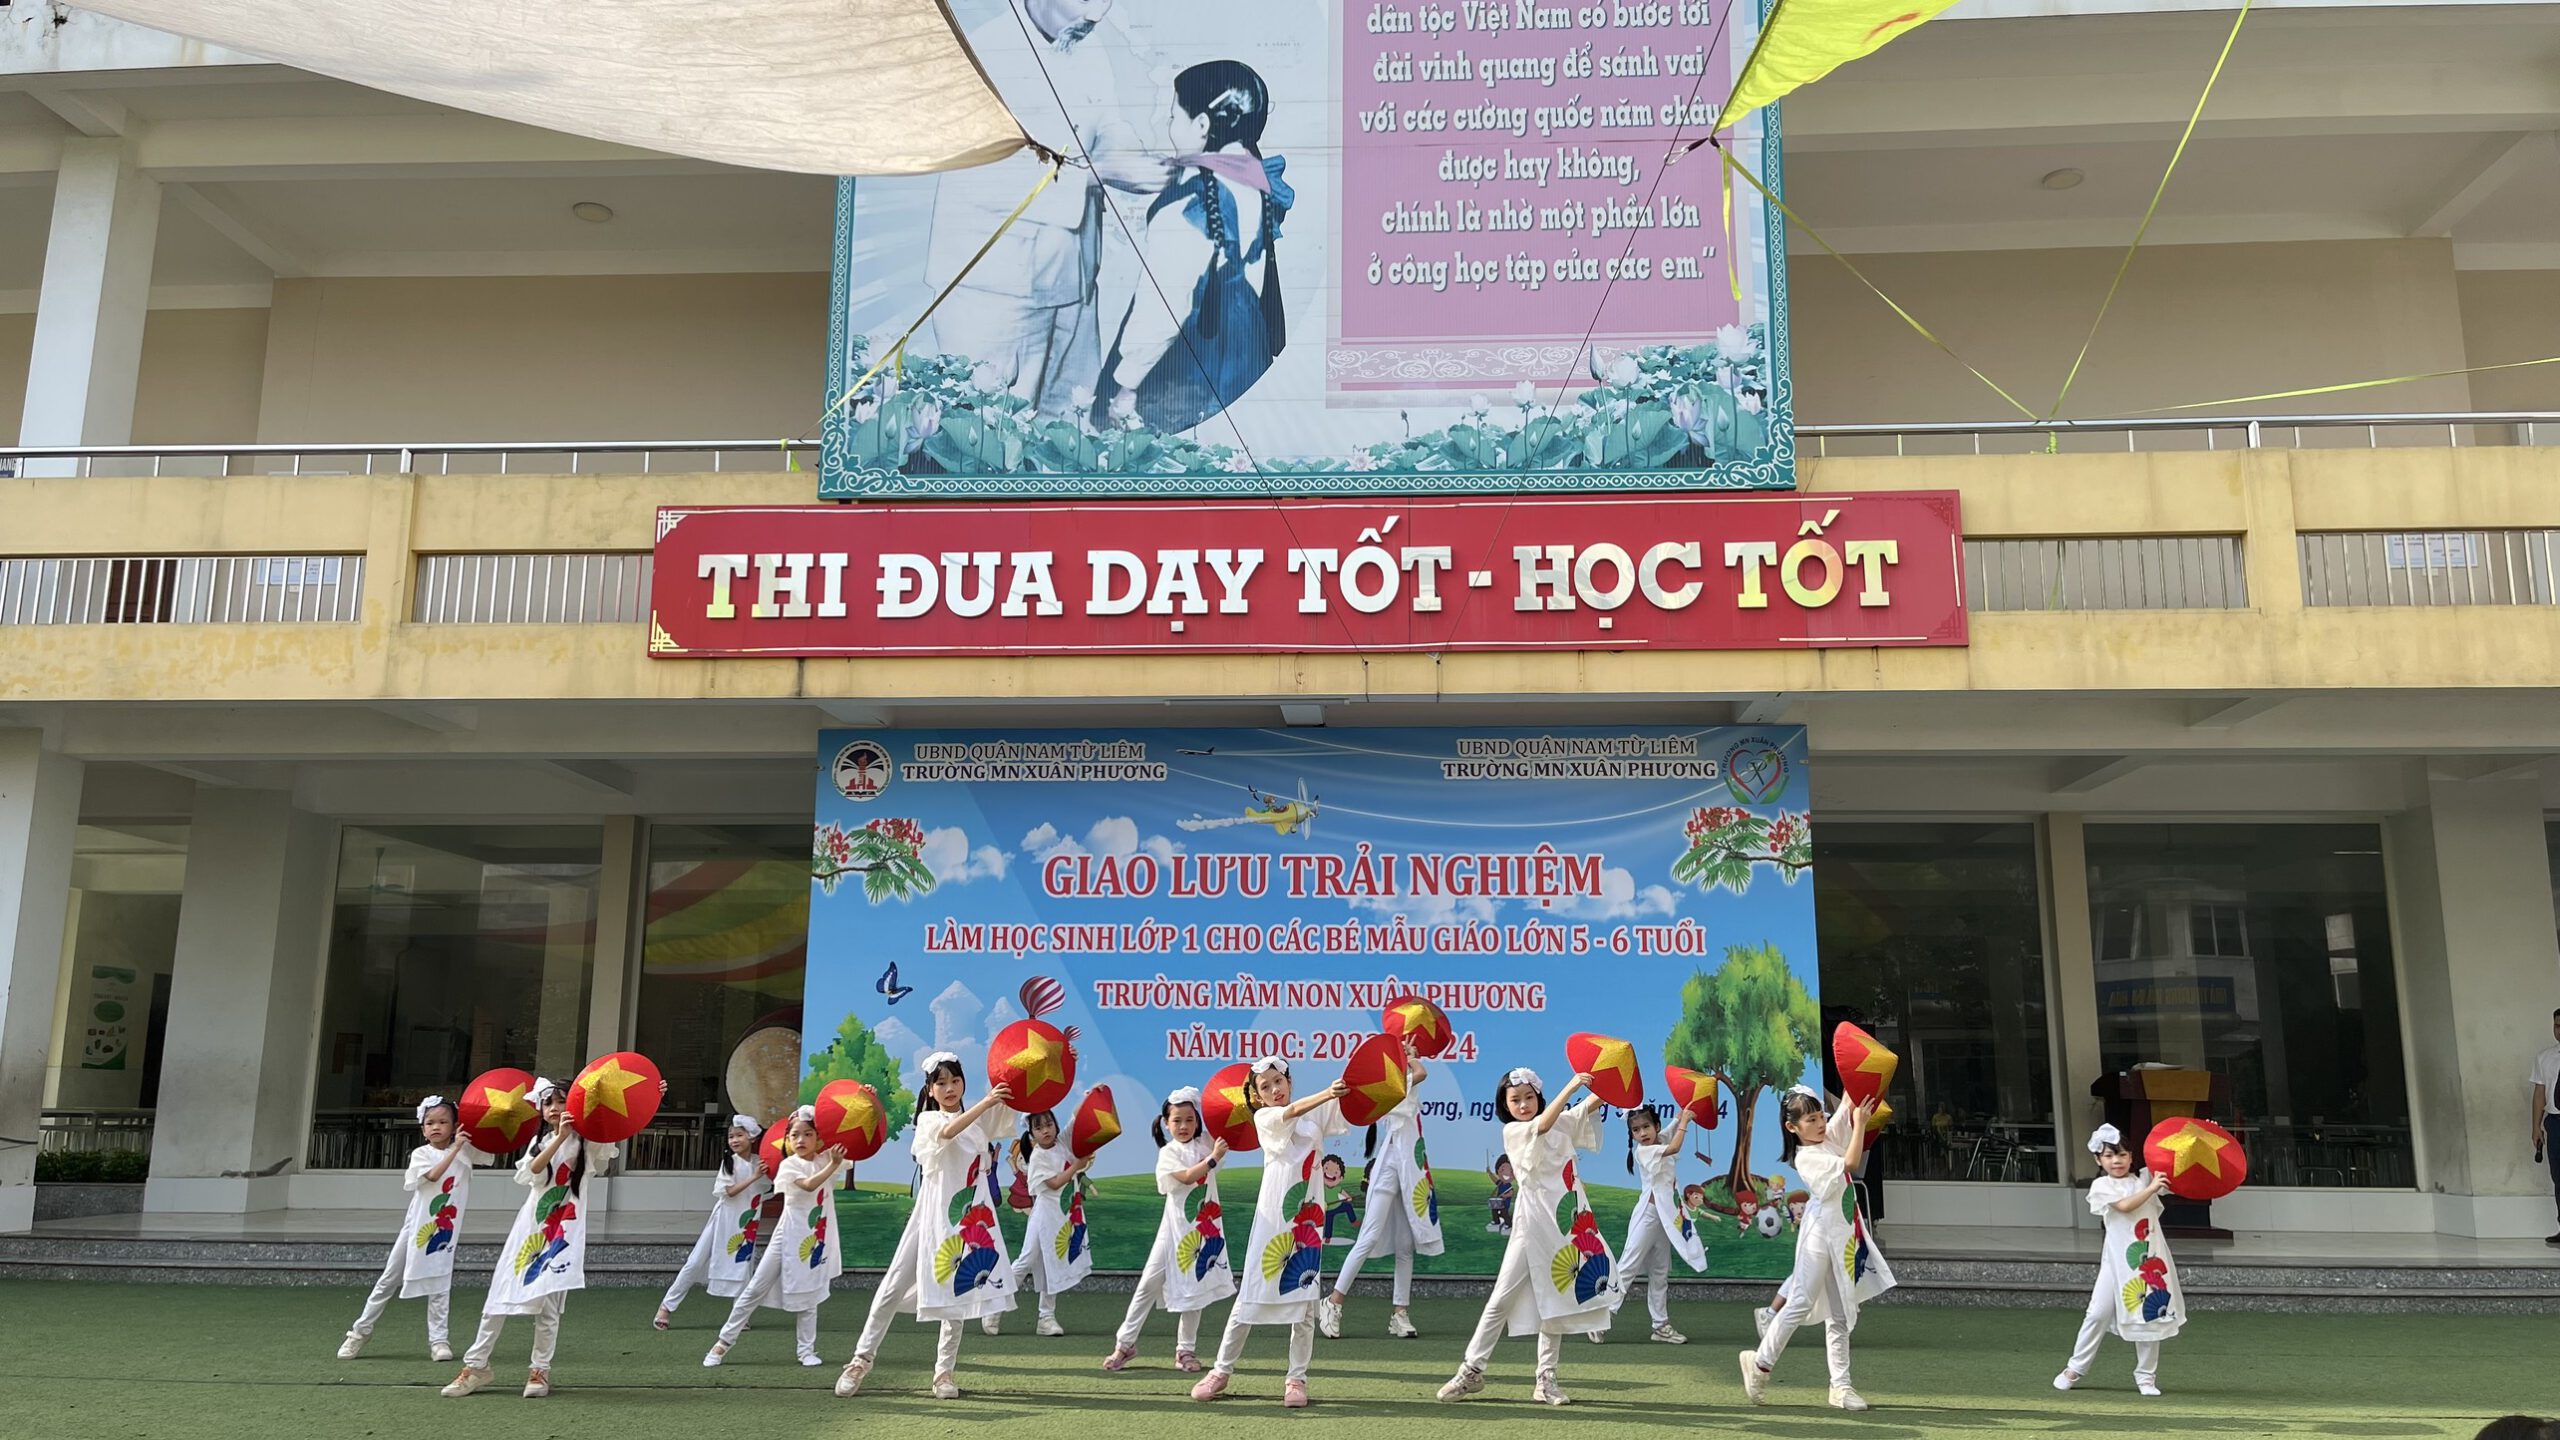 dân tộc Việt Nam có bước tới
đài vinh quang để sánh vai
với các cường quốc năm châu
được hay không,
chính là nhờ một phần lớn
ở công học tập của các em."
THI ĐUA DẠY TỐT - HỌC TỐT
UBND QUẬN NAM TỪ LIÊM
TRƯỜNG MN XUÂN PHƯƠNG
UBND QUẬN NAM TỪ LIÊM
TRƯỜNG MN XUÂN PHƯƠNG
TRƯỜNG MN XUÂN PHƯƠNG
GIAO LƯU TRẢI NGHIỆM
LÀM HỌC SINH LỚP 1 CHO CÁC BÉ MẪU GIÁO LỚN 5 - 6 TUỔI
TRƯỜNG MẦM NON XUÂN PHƯƠNG
NĂM HỌC: